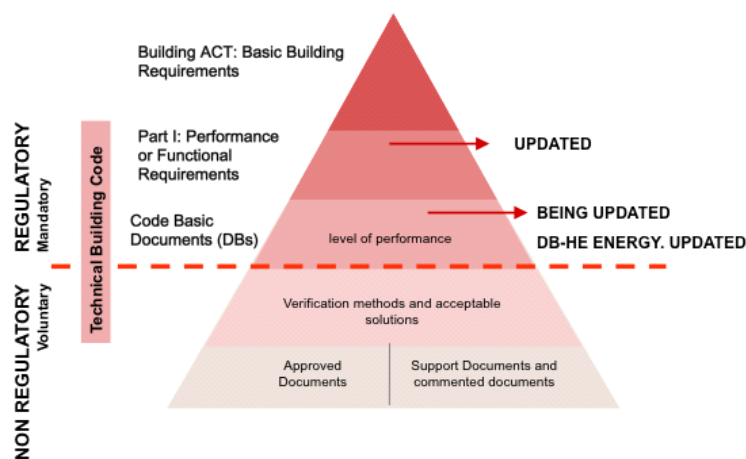 Building ACT: Basic Building
Requirements
Part I: Performance
or Functional
Requirements
UPDATED
Code Basic
Documents (DBs)
level of performance
BEING UPDATED
DB-HE ENERGY. UPDATED
REGULATORY
Mandatory
Technical Building Code
NON REGULATORY
Voluntary
Verification methods and acceptable
solutions
Approved
Documents
Support Documents and
commented documents